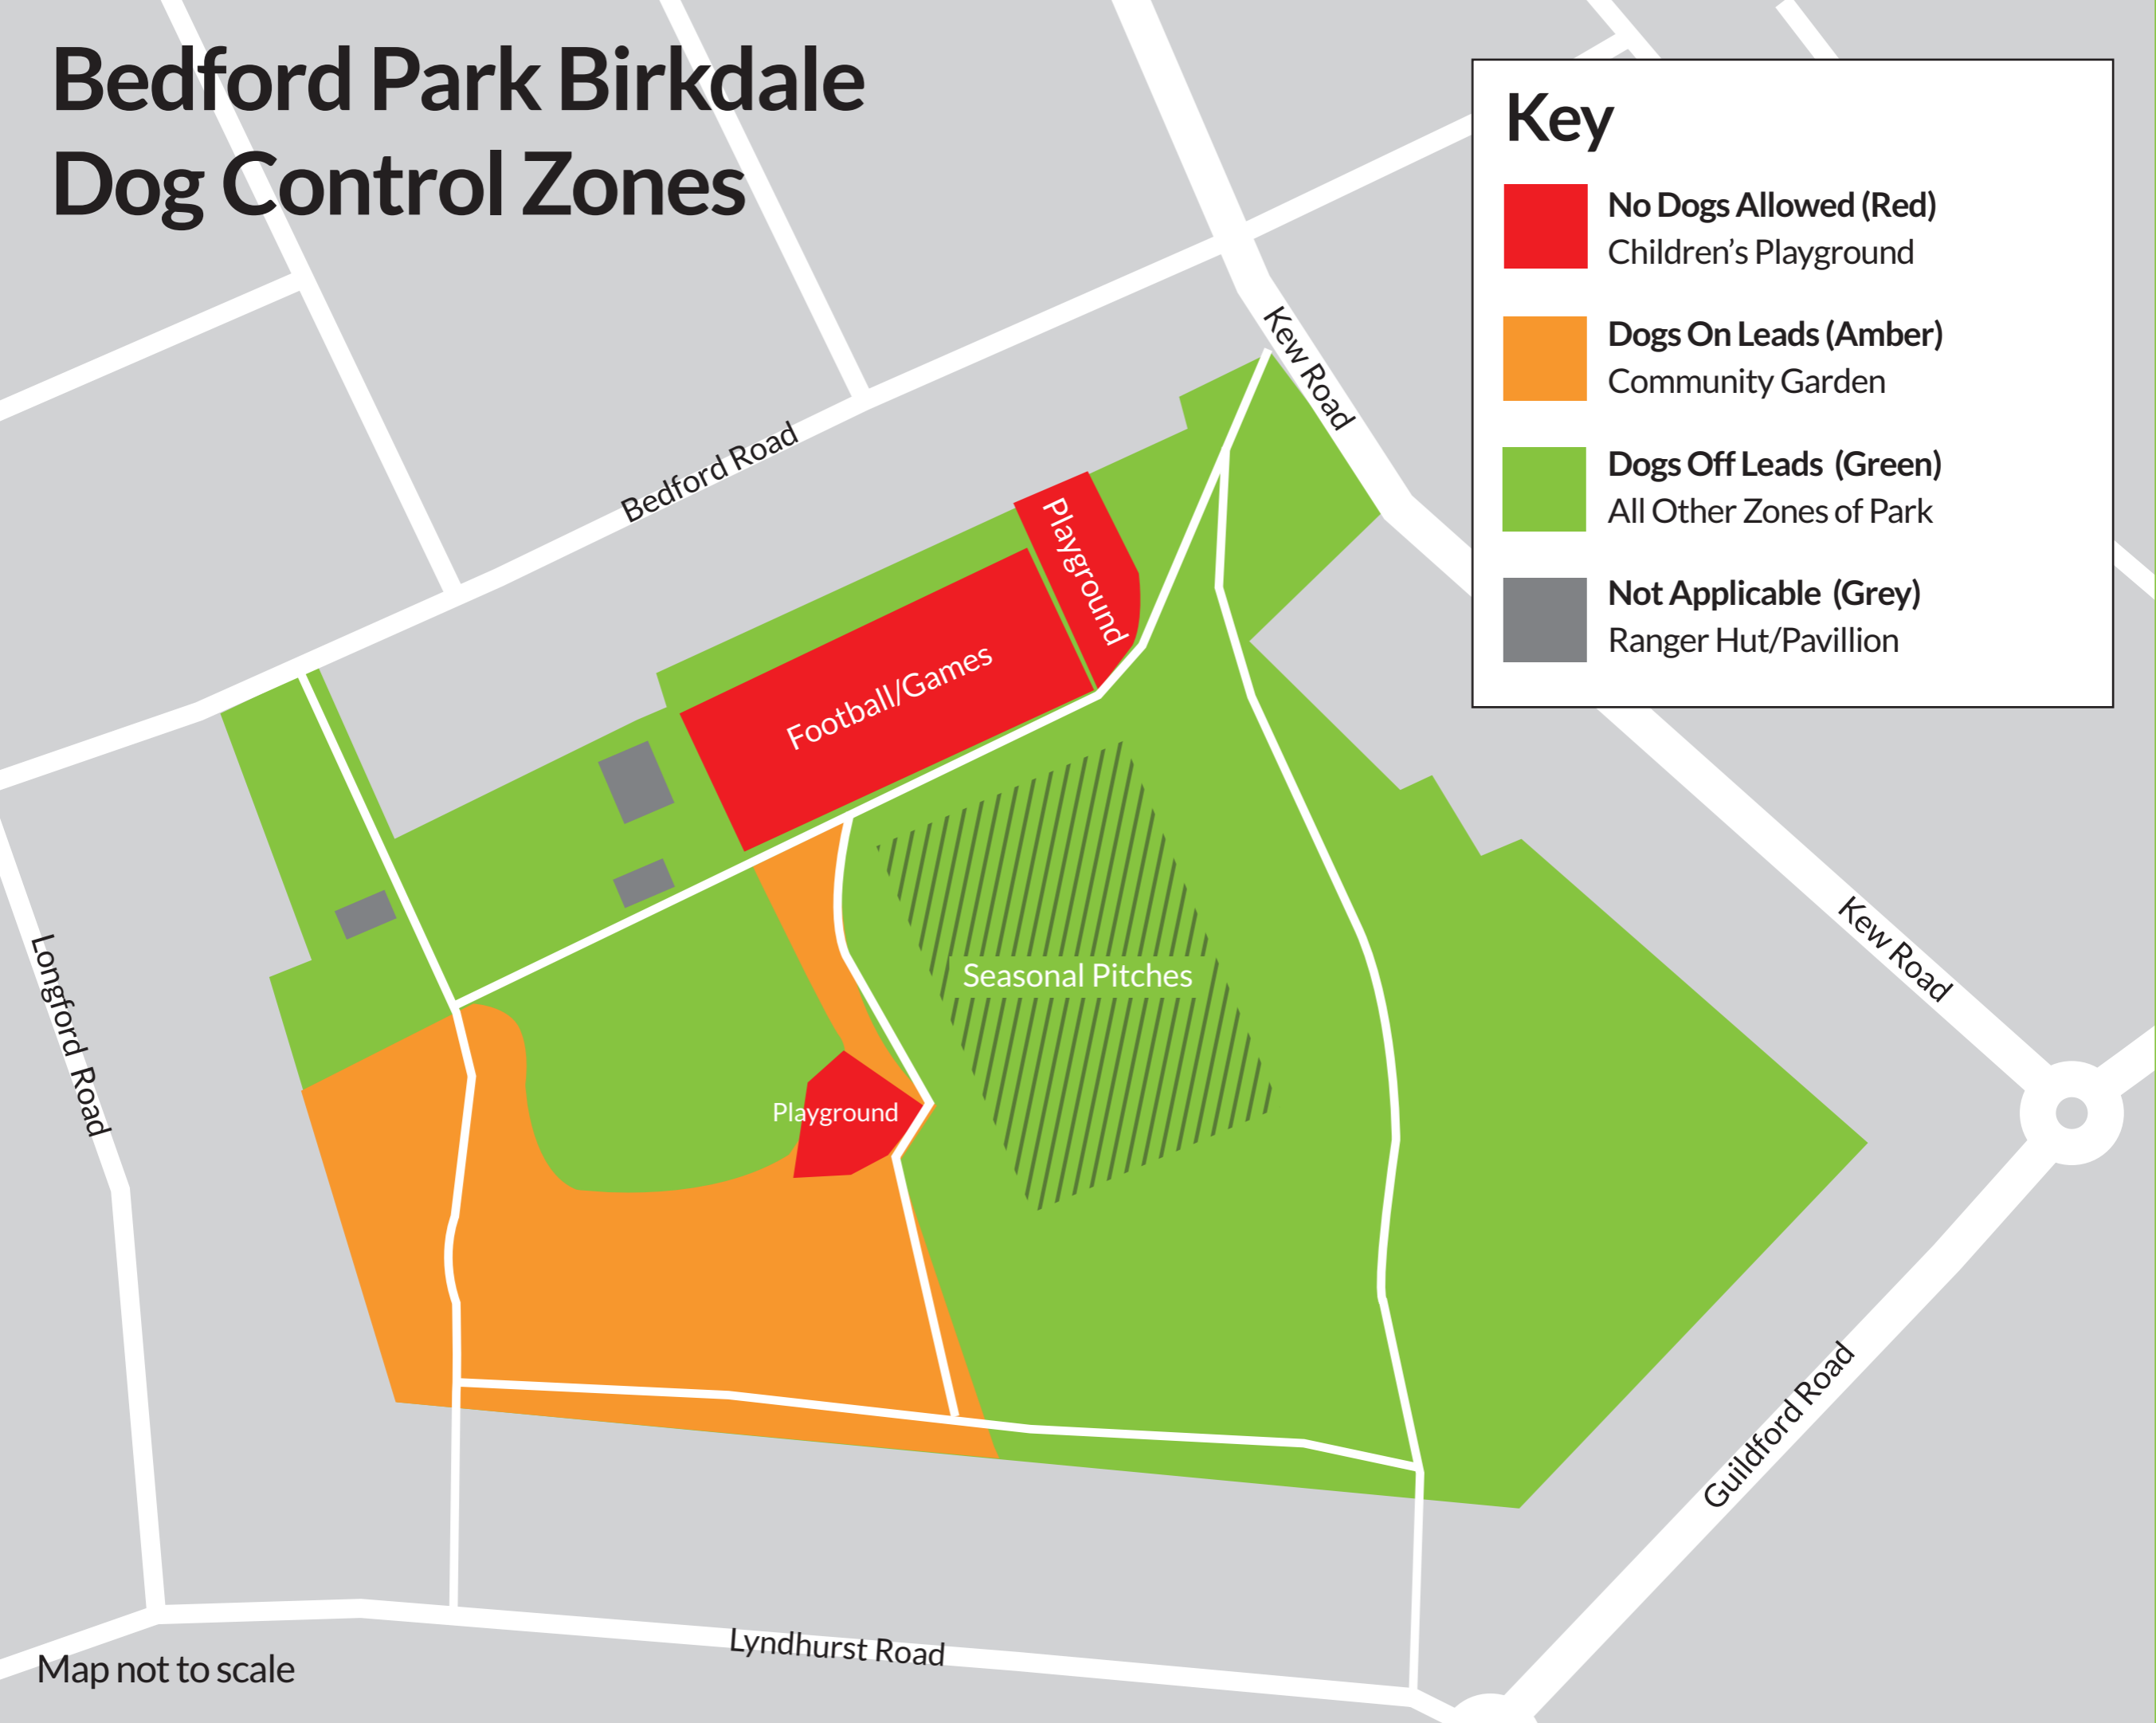 Bedford Park Birkdale
Dog Control Zones
Key
No Dogs Allowed (Red)
Children’s Playground
Dogs On Leads (Amber)
Community Garden
Dogs Off Leads (Green)
All Other Zones of Park
Not Applicable (Grey)
Ranger Hut/Pavillion
Kew Road
Bedford Road
Playground
Football/Games
Seasonal Pitches
Kew Road
Longford Road
Playground
Guildford Road
Lyndhurst Road
Map not to scale